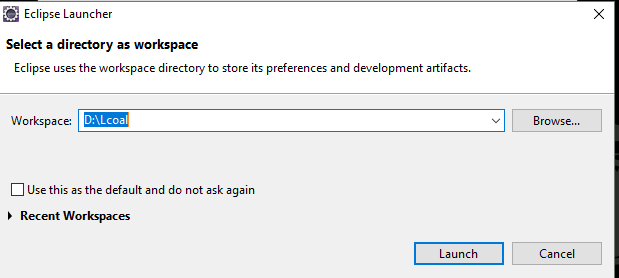 Eclipse Launcher
Select a directory as workspace
Eclipse uses the workspace directory to store its preferences and development artifacts.
Workspace: D:\Lcoal Browse...
Use this as the default and do not ask again
Recent Workspaces
Launch Cancel